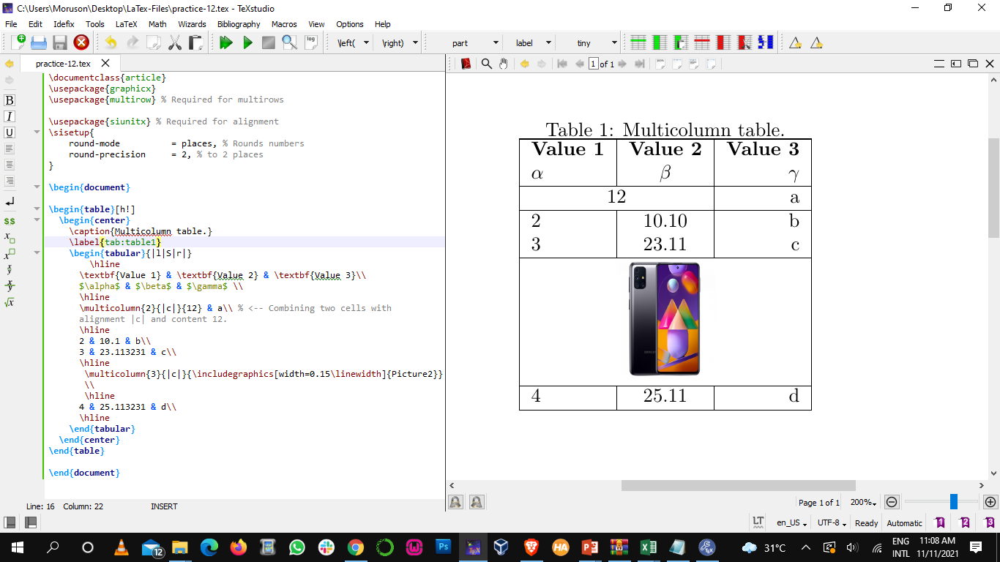 C:\Users\Moruson\Desktop\LaTex-Files\practice-12.tex - TeXstudio
File Edit Idefix Tools LaTeX Math Wizards Bibliography Macros View Options Help
log \left( \right) part label tiny
practice-12.tex
1 of 1
\documentclass{article}
\usepackage{graphicx}
\usepackage{multirow} % Required for multirows
\usepackage{siunitx} % Required for alignment
\sisetup{
round-mode = places, % Rounds numbers
round-precision = 2, % to 2 places
}
\begin{document}
\begin{table}[h!]
\begin{center}
\caption{Multicolumn table.}
\label{tab:table1}
\begin{tabular}{|l|S|r|}
\hline
\textbf{Value 1} & \textbf{Value 2} & \textbf{Value 3}\\
$\alpha$ & $\beta$ & $\gamma$ \\
\hline
\multicolumn{2}{|c|}{12} & a\\ % <-- Combining two cells with
alignment |c| and content 12.
\hline
2 & 10.1 & b\\
3 & 23.113231 & c\\
\hline
\multicolumn{3}{|c|}{\includegraphics[width=0.15\linewidth]{Picture2}}
\\
\hline
4 & 25.113231 & d\\
\hline
\end{tabular}
\end{center}
\end{table}
\end{document}
Table 1: Multicolumn table.
Value 1 Value 2 Value 3
α β γ
12 a
2 10.10 b
3 23.11 c
SAMSUNG
4 25.11 d
Page 1 of 1 200%
Line: 16 Column: 22 INSERT
LT en_US UTF-8 Ready Automatic 1 2 3
12 Ps TEX HA 31°C ENG 11:08 AM
INTL 11/11/2021